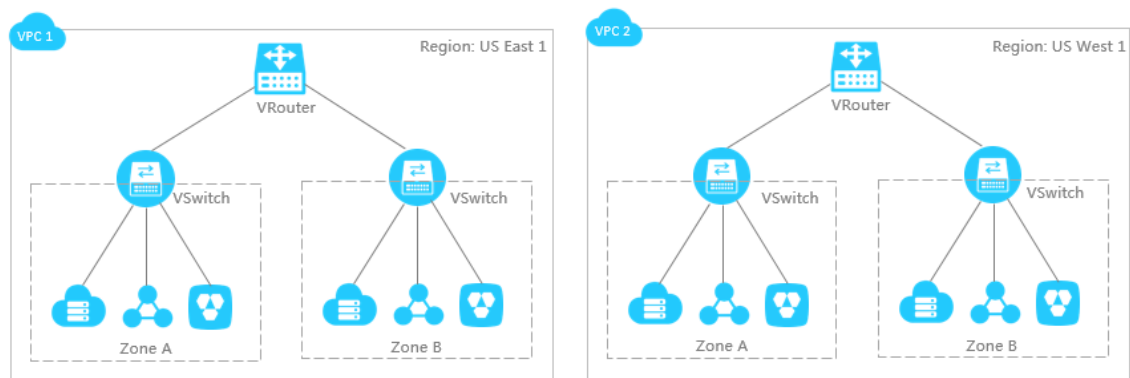 VPC 1
Region: US East 1
VRouter
VSwitch
VSwitch
Zone A
Zone B
VPC 2
Region: US West 1
VRouter
VSwitch
VSwitch
Zone A
Zone B